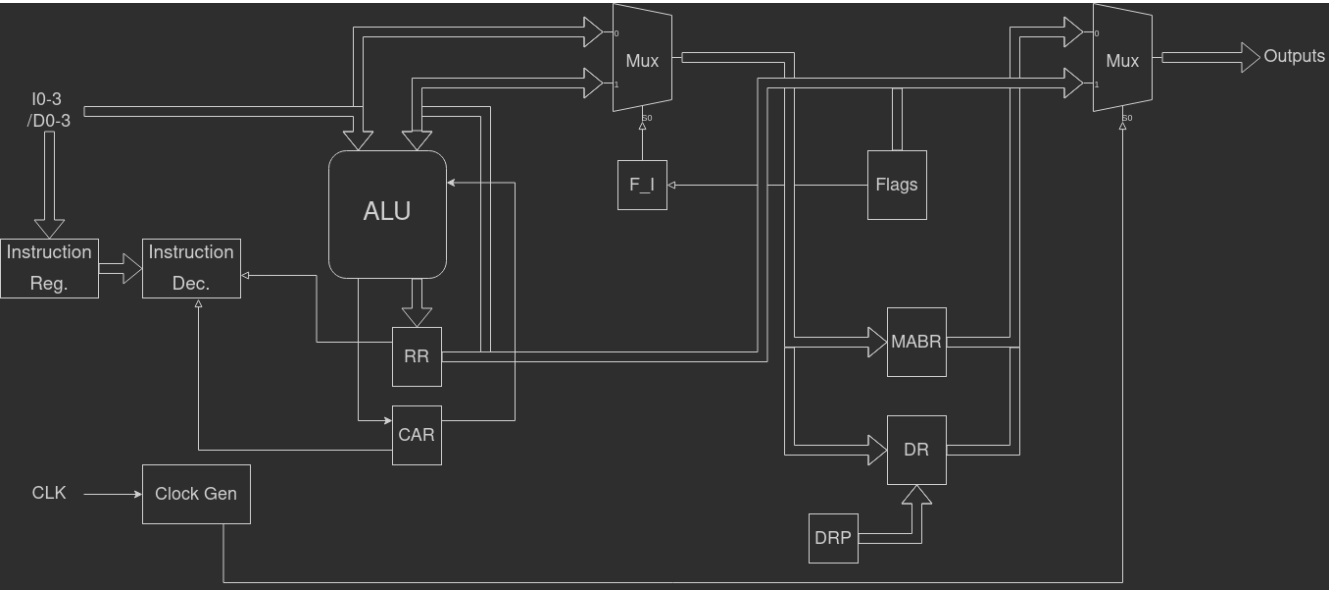 0
Mux
1
S0
0
Mux
1
S0
Outputs
I0-3
/D0-3
ALU
F_I
Flags
Instruction
Reg.
Instruction
Dec.
RR
MABR
CAR
DR
CLK
Clock Gen
DRP